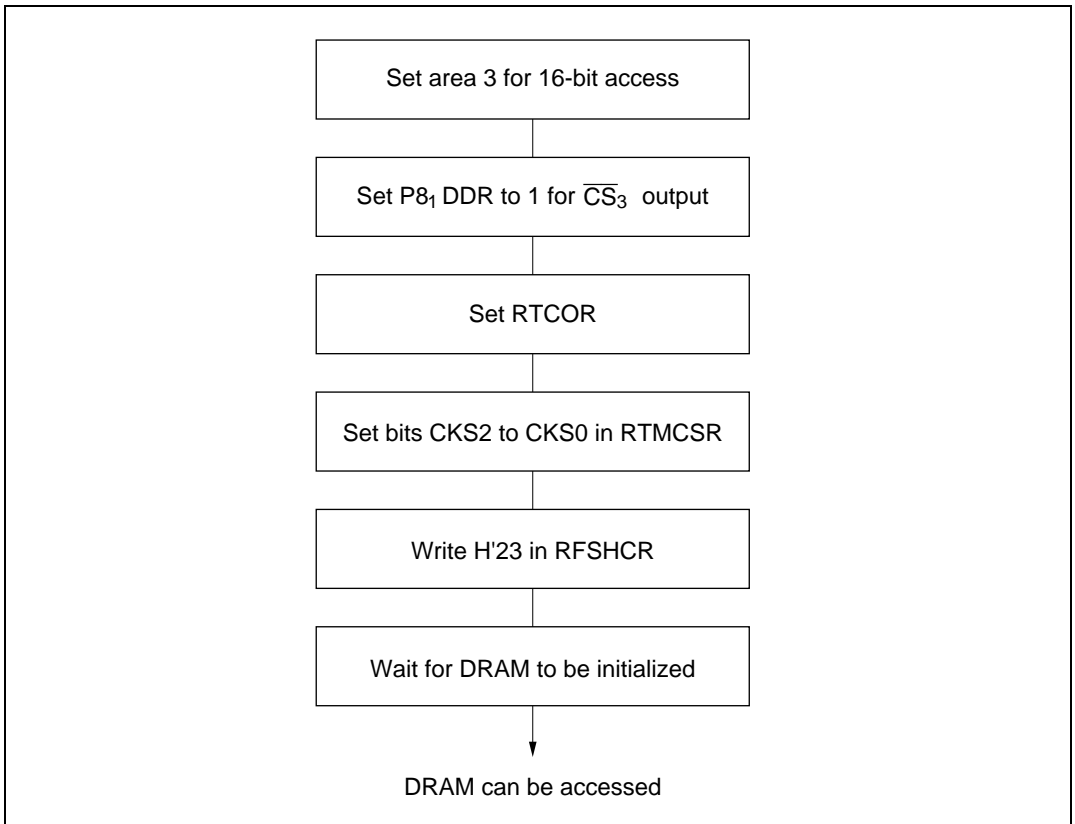 Set area 3 for 16-bit access
Set P8₁ DDR to 1 for C̅S̅₃ output
Set RTCOR
Set bits CKS2 to CKS0 in RTMCSR
Write H'23 in RFSHCR
Wait for DRAM to be initialized
DRAM can be accessed